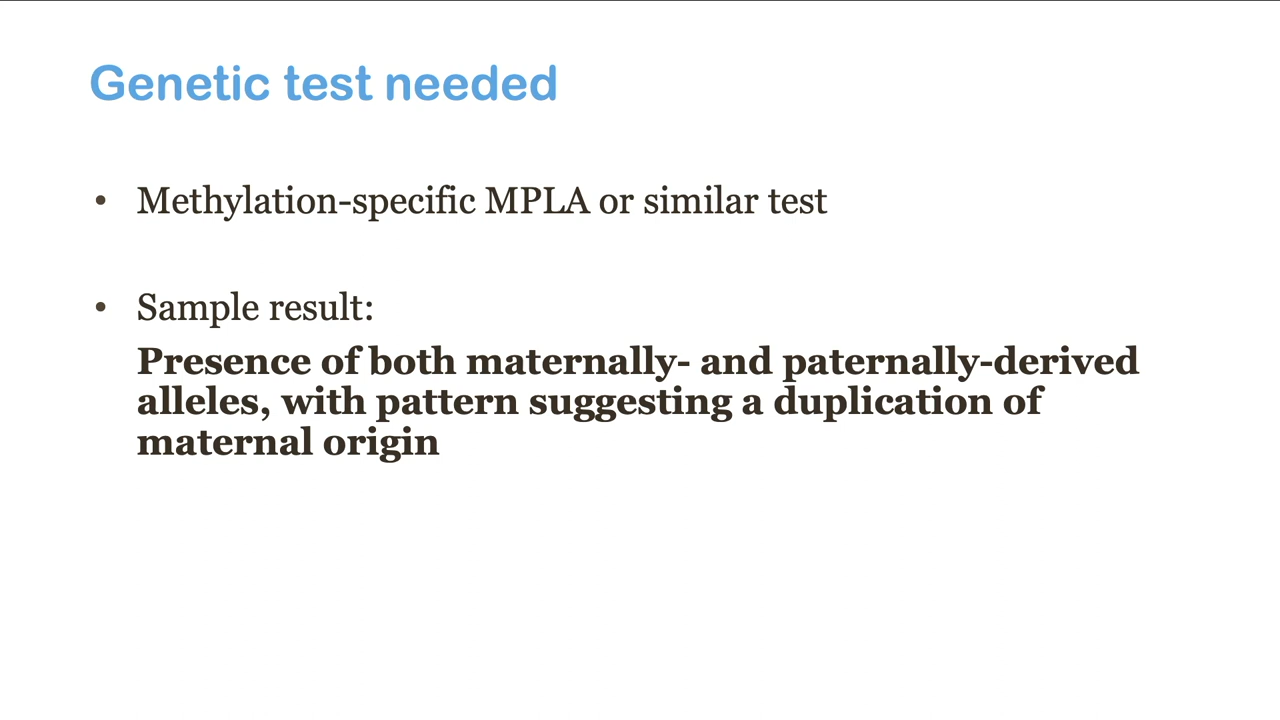 Genetic test needed
• Methylation-specific MPLA or similar test
• Sample result:
Presence of both maternally- and paternally-derived
alleles, with pattern suggesting a duplication of
maternal origin